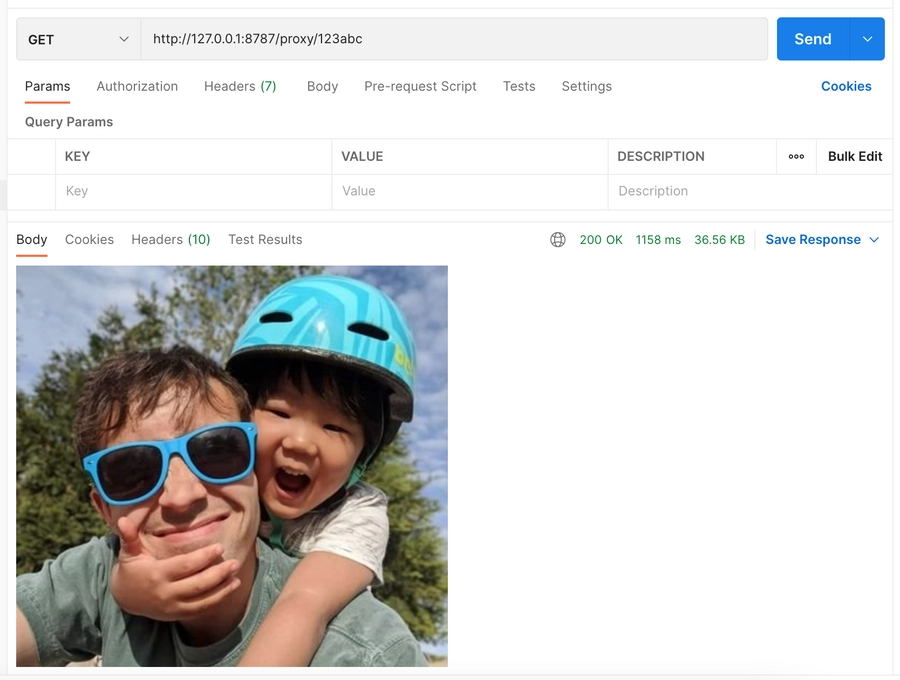 GET http://127.0.0.1:8787/proxy/123abc Send
Params Authorization Headers (7) Body Pre-request Script Tests Settings Cookies
Query Params
KEY VALUE DESCRIPTION ooo Bulk Edit
Key Value Description
Body Cookies Headers (10) Test Results 200 OK 1158 ms 36.56 KB Save Response